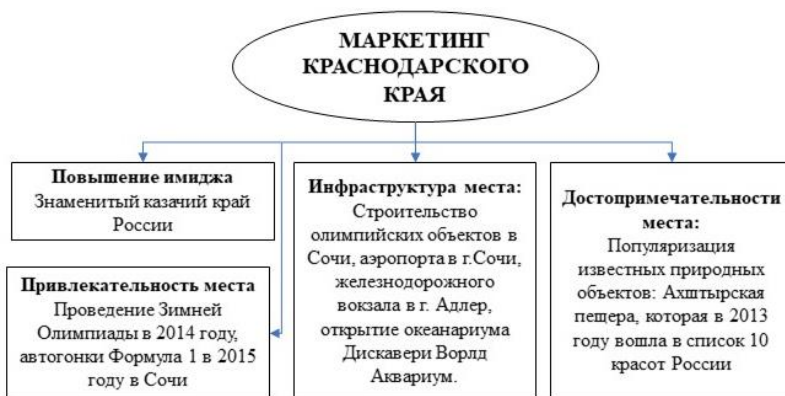 МАРКЕТИНГ
КРАСНОДАРСКОГО
КРАЯ
Повышение имиджа
Знаменитый казачий край
России
Привлекательность места
Проведение Зимней
Олимпиады в 2014 году,
автогонки Формула 1 в 2015
году в Сочи
Инфраструктура места:
Строительство
олимпийских объектов в
Сочи, аэропорта в г.Сочи,
железнодорожного
вокзала в г. Адлер,
открытие океанариума
Дискавери Ворлд
Аквариум.
Достопримечательности
места:
Популяризация
известных природных
объектов: Ахштырская
пещера, которая в 2013
году вошла в список 10
красот России